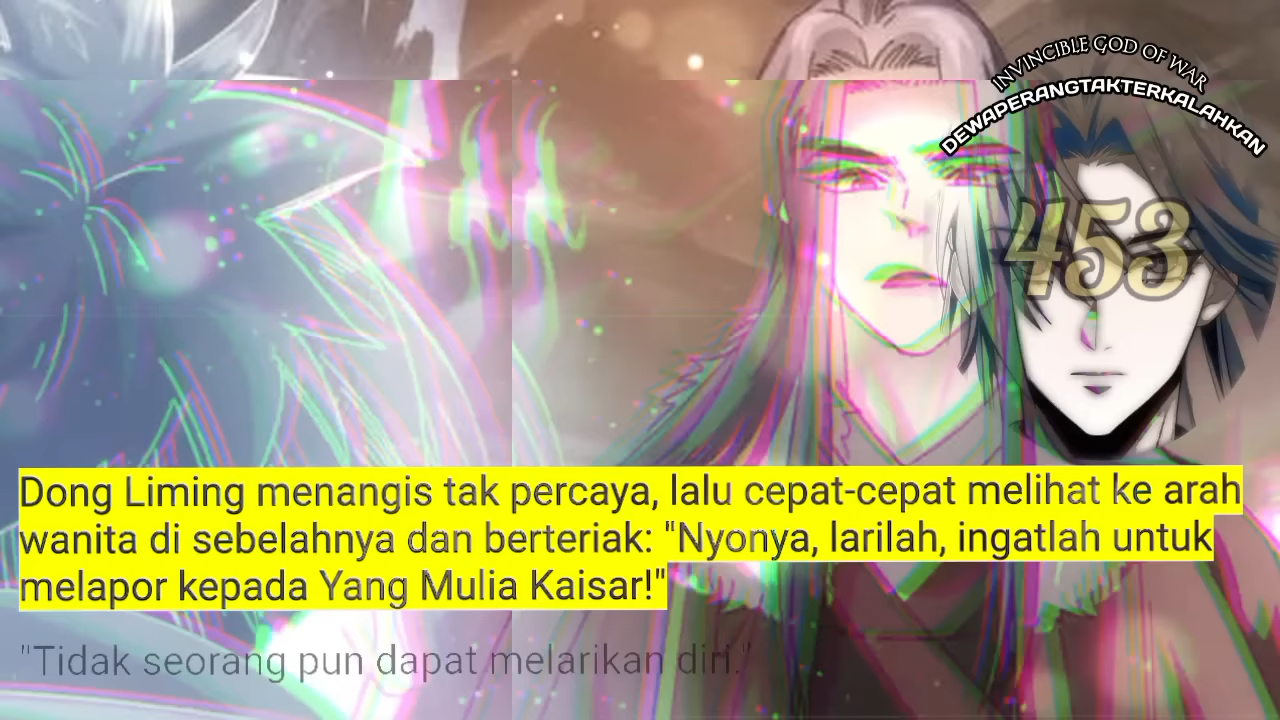 INVINCIBLE GOD OF WAR
DEWAPERANGTAKTERKALAHKAN
453
Dong Liming menangis tak percaya, lalu cepat-cepat melihat ke arah
wanita di sebelahnya dan berteriak: "Nyonya, larilah, ingatlah untuk
melapor kepada Yang Mulia Kaisar!"
"Tidak seorang pun dapat melarikan diri."